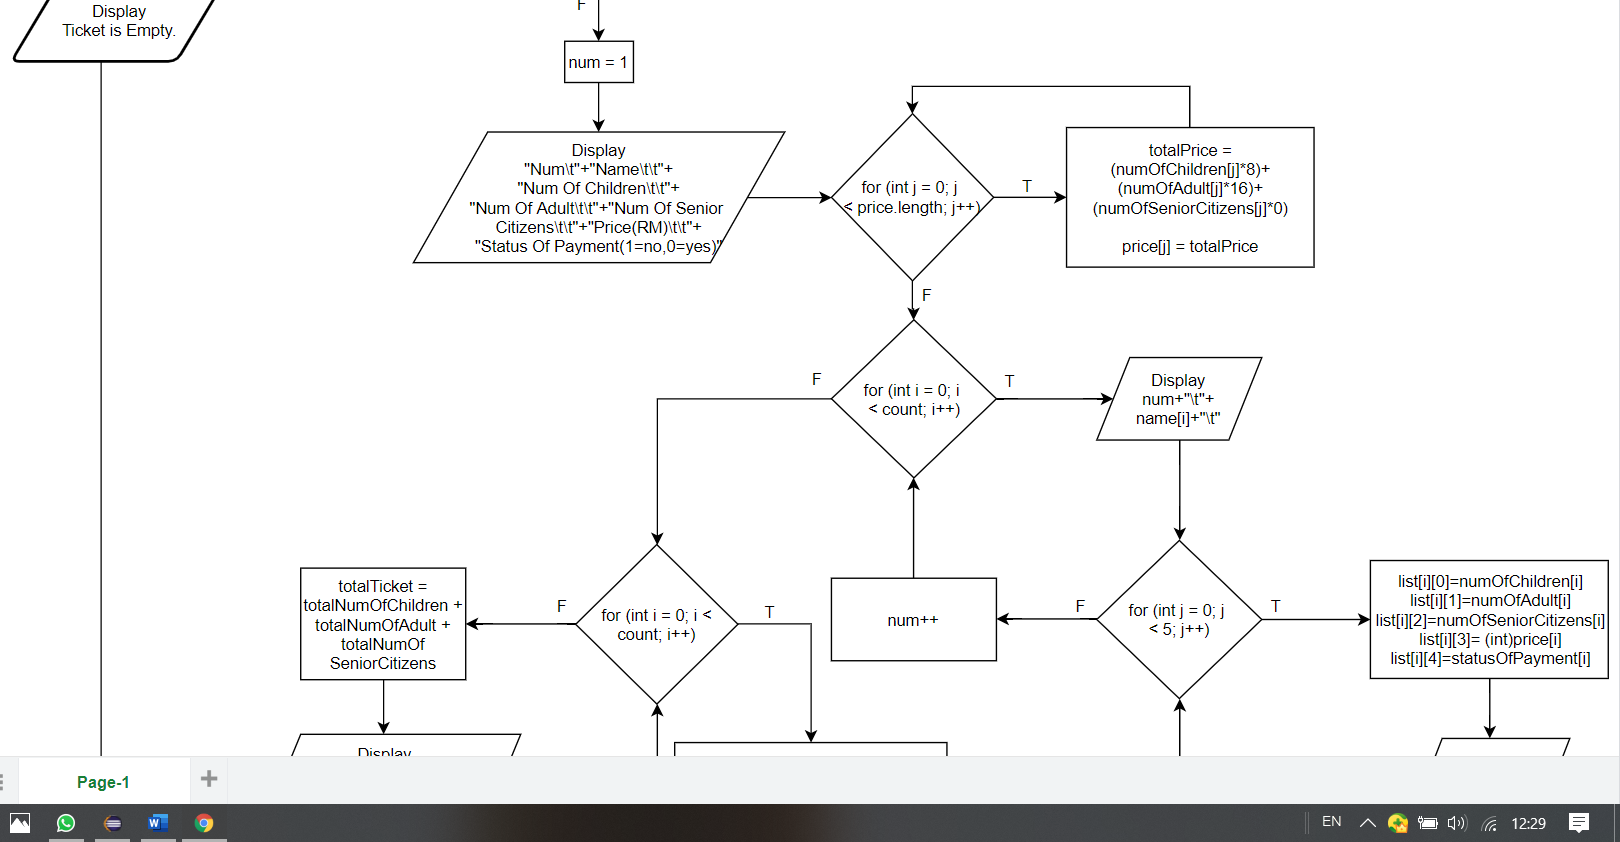 Display
Ticket is Empty.
F
num = 1
Display
"Num\t"+"Name\t\t"+
"Num Of Children\t\t"+
"Num Of Adult\t\t"+"Num Of Senior
Citizens\t\t"+"Price(RM)\t\t"+
"Status Of Payment(1=no,0=yes)"
for (int j = 0; j
< price.length; j++)
T
totalPrice =
(numOfChildren[j]*8)+
(numOfAdult[j]*16)+
(numOfSeniorCitizens[j]*0)
price[j] = totalPrice
F
F
for (int i = 0; i
< count; i++)
T
Display
num+"\t"+
name[i]+"\t"
totalTicket =
totalNumOfChildren +
totalNumOfAdult +
totalNumOf
SeniorCitizens
F
for (int i = 0; i <
count; i++)
T
num++
F
for (int j = 0; j
< 5; j++)
T
list[i][0]=numOfChildren[i]
list[i][1]=numOfAdult[i]
list[i][2]=numOfSeniorCitizens[i]
list[i][3]= (int)price[i]
list[i][4]=statusOfPayment[i]
Display
Page-1
EN
12:29